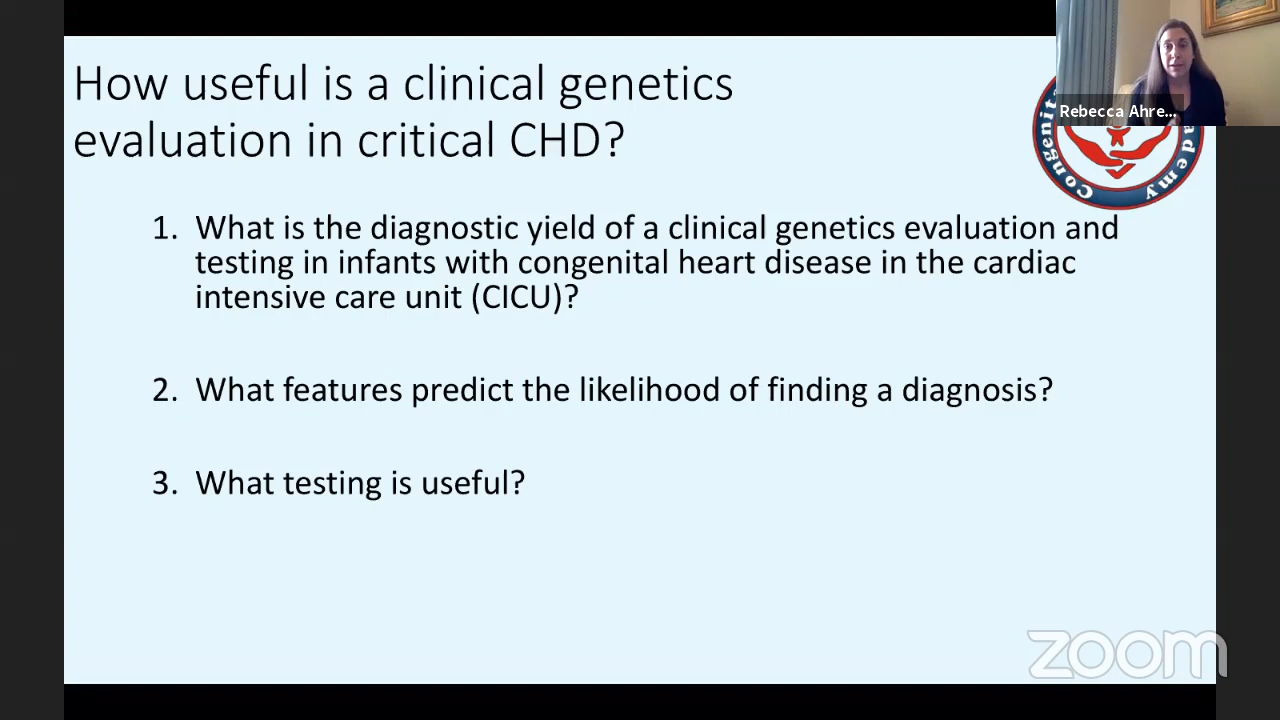 How useful is a clinical genetics
evaluation in critical CHD?
Rebecca Ahre...
1. What is the diagnostic yield of a clinical genetics evaluation and
testing in infants with congenital heart disease in the cardiac
intensive care unit (CICU)?
2. What features predict the likelihood of finding a diagnosis?
3. What testing is useful?
zoom